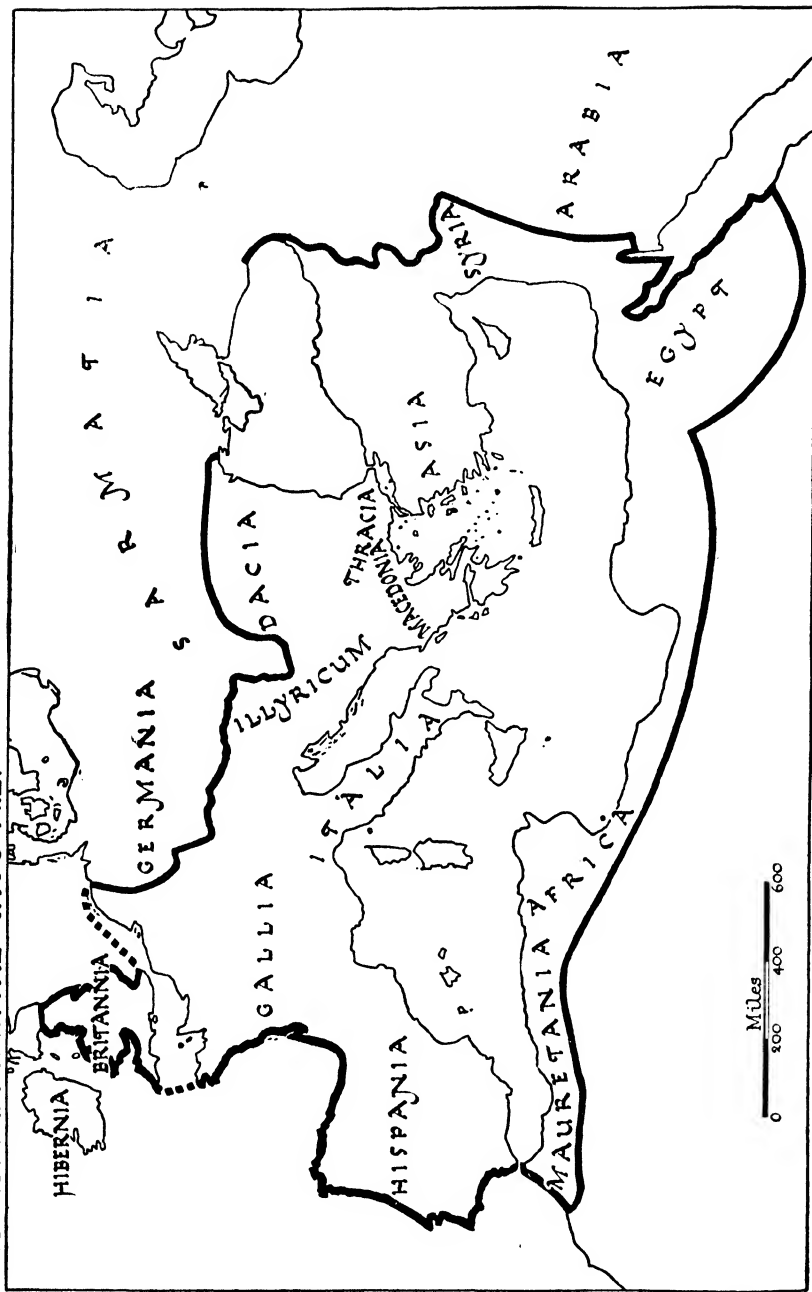 SARMATIA
GERMANIA
HIBERNIA
BRITANNIA
GALLIA
DACIA
ILLYRICUM
THRACIA
MACEDONIA
ITALIA
ASIA
HISPANIA
SYRIA
ARABIA
MAURETANIA
AFRICA
EGYPT
Miles
0 200 400 600